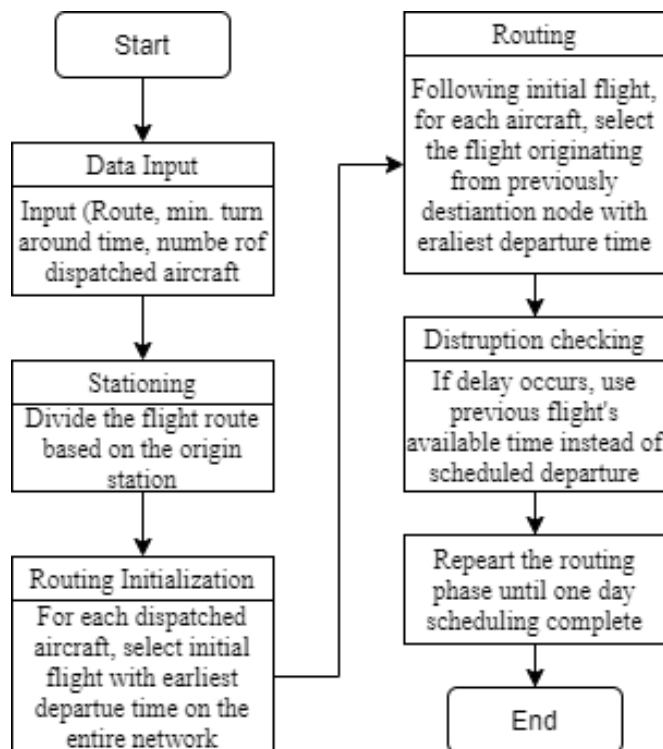 Start
Data Input
Input (Route, min. turn
around time, numbe rof
dispatched aircraft
Stationing
Divide the flight route
based on the origin
station
Routing Initialization
For each dispatched
aircraft, select initial
flight with earliest
departue time on the
entire network
Routing
Following initial flight,
for each aircraft, select
the flight originating
from previously
destiantion node with
eraliest departure time
Distruption checking
If delay occurs, use
previous flight's
available time instead of
scheduled departure
Repeart the routing
phase until one day
scheduling complete
End